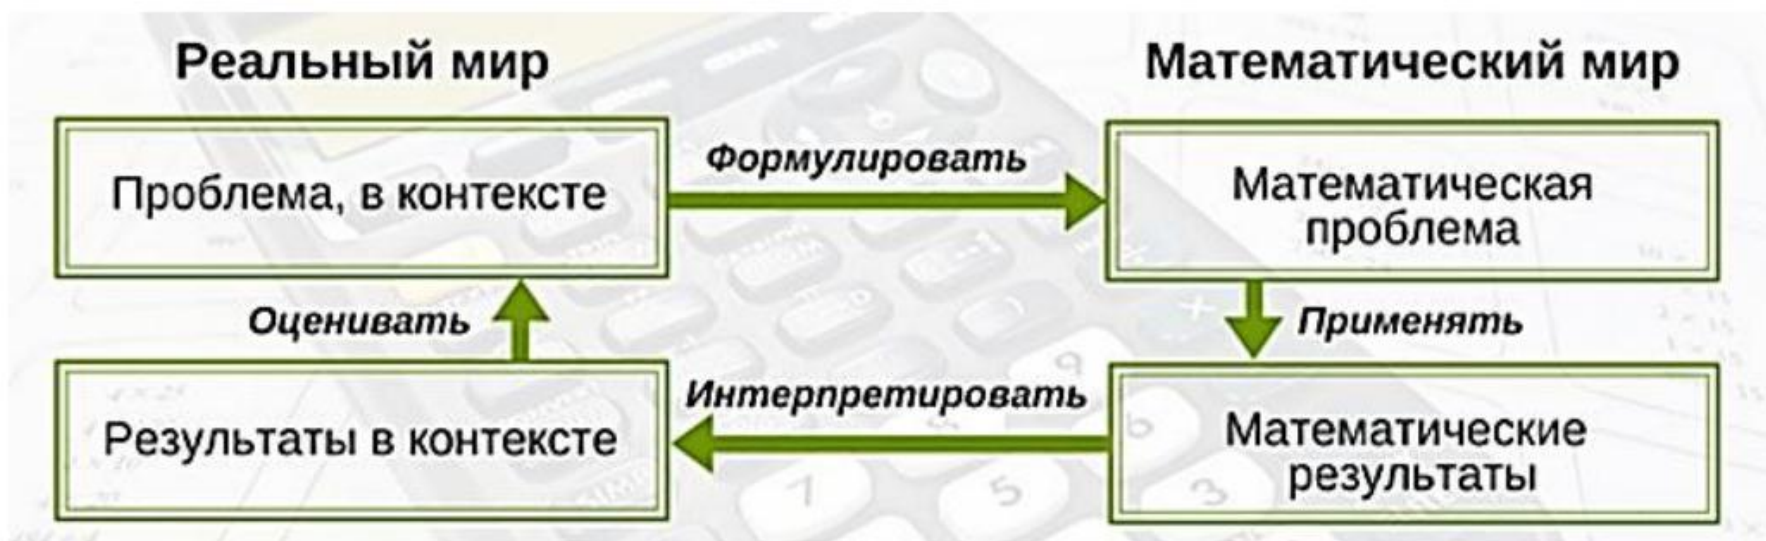 Реальный мир
Математический мир
Проблема, в контексте
Формулировать
Математическая
проблема
Оценивать
Применять
Результаты в контексте
Интерпретировать
Математические
результаты